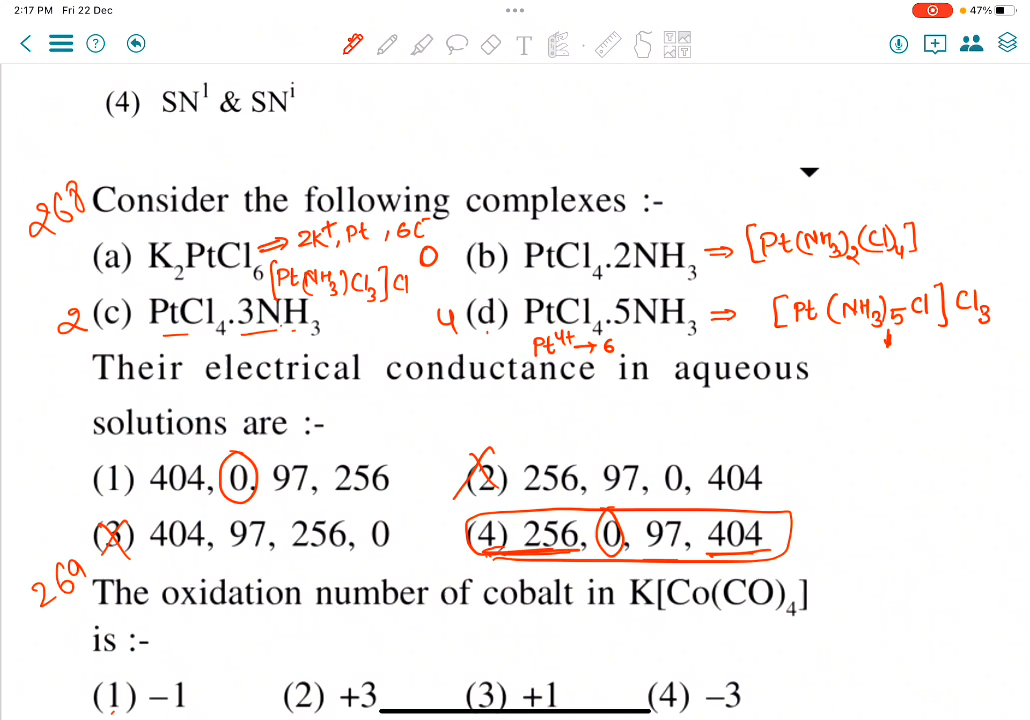 2:17 PM Fri 22 Dec
47%
T
(4) SN¹ & SNⁱ
268 Consider the following complexes :-
(a) K₂PtCl₆ ⇒ 2K⁺, Pt , 6Cl⁻ 0 (b) PtCl₄.2NH₃ ⇒ [Pt(NH₃)₂(Cl)₄]
[Pt(NH₃)Cl₃]Cl
2 (c) PtCl₄.3NH₃ 4 (d) PtCl₄.5NH₃ ⇒ [Pt (NH₃)₅Cl]Cl₃
Pt⁴⁺→6
Their electrical conductance in aqueous
solutions are :-
(1) 404, 0, 97, 256 (2) 256, 97, 0, 404
(3) 404, 97, 256, 0 (4) 256, 0, 97, 404
269 The oxidation number of cobalt in K[Co(CO)₄]
is :-
(1) –1 (2) +3 (3) +1 (4) –3